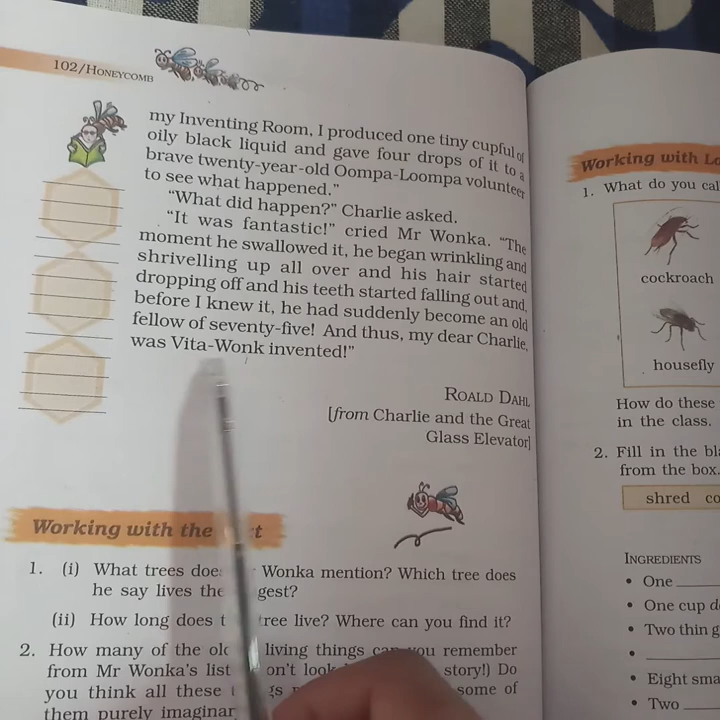 102/HONEYCOMB
my Inventing Room, I produced one tiny cupful of
oily black liquid and gave four drops of it to a
brave twenty-year-old Oompa-Loompa volunteer
to see what happened."
"What did happen?" Charlie asked.
"It was fantastic!" cried Mr Wonka. "The
moment he swallowed it, he began wrinkling and
shrivelling up all over and his hair started
dropping off and his teeth started falling out and,
before I knew it, he had suddenly become an old
fellow of seventy-five! And thus, my dear Charlie,
was Vita-Wonk invented!"
ROALD DAHL
[from Charlie and the Great
Glass Elevator]
Working with the
1. (i) What trees Wonka mention? Which tree does
he say lives the
(ii) How long does tree live? Where can you find it?
2. How many of the living things can you remember
from Mr Wonka's list story!) Do
you think all these some of
them purely
Working with
1. What do you
cockroach
housefly
How do these
in the class.
2. Fill in the
from the box.
shred
INGREDIENTS
• One
• One cup
• Two thin
•
• Eight
• Two